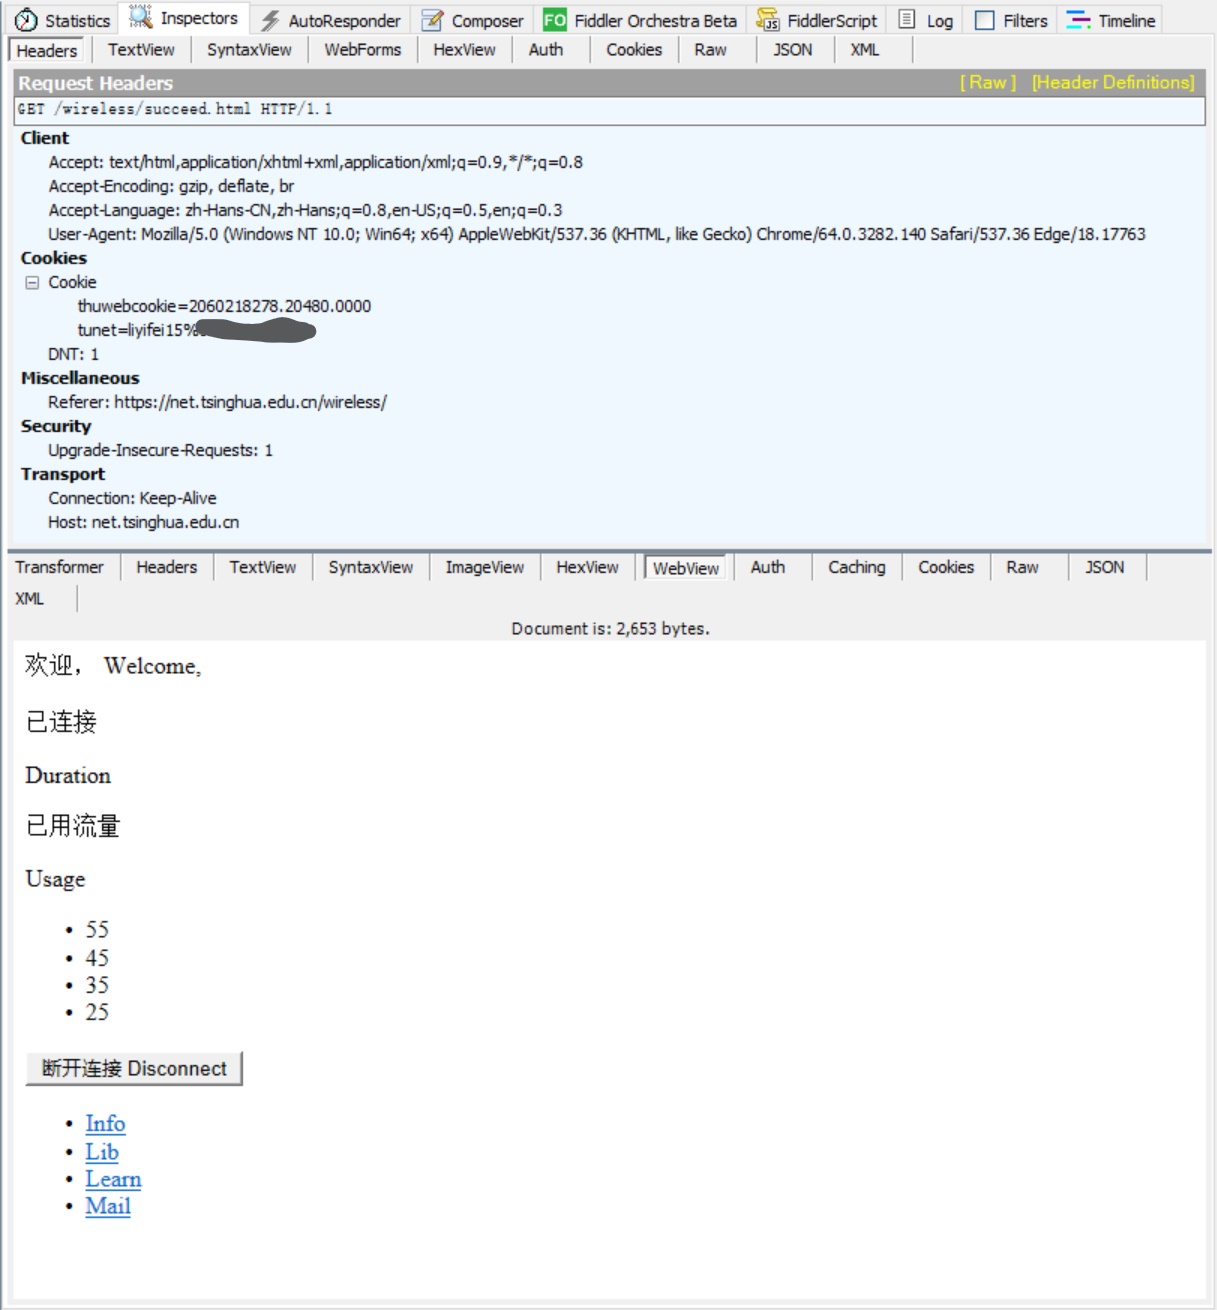 Statistics Inspectors AutoResponder Composer FO Fiddler Orchestra Beta JS FiddlerScript Log Filters Timeline
Headers TextView SyntaxView WebForms HexView Auth Cookies Raw JSON XML
Request Headers [ Raw ] [Header Definitions]
GET /wireless/succeed.html HTTP/1.1
Client
Accept: text/html,application/xhtml+xml,application/xml;q=0.9,*/*;q=0.8
Accept-Encoding: gzip, deflate, br
Accept-Language: zh-Hans-CN,zh-Hans;q=0.8,en-US;q=0.5,en;q=0.3
User-Agent: Mozilla/5.0 (Windows NT 10.0; Win64; x64) AppleWebKit/537.36 (KHTML, like Gecko) Chrome/64.0.3282.140 Safari/537.36 Edge/18.17763
Cookies
Cookie
thuwebcookie=2060218278.20480.0000
tunet=liyifei15%
DNT: 1
Miscellaneous
Referer: https://net.tsinghua.edu.cn/wireless/
Security
Upgrade-Insecure-Requests: 1
Transport
Connection: Keep-Alive
Host: net.tsinghua.edu.cn
Transformer Headers TextView SyntaxView ImageView HexView WebView Auth Caching Cookies Raw JSON
XML
Document is: 2,653 bytes.
欢迎， Welcome,
已连接
Duration
已用流量
Usage
• 55
• 45
• 35
• 25
断开连接 Disconnect
• Info
• Lib
• Learn
• Mail